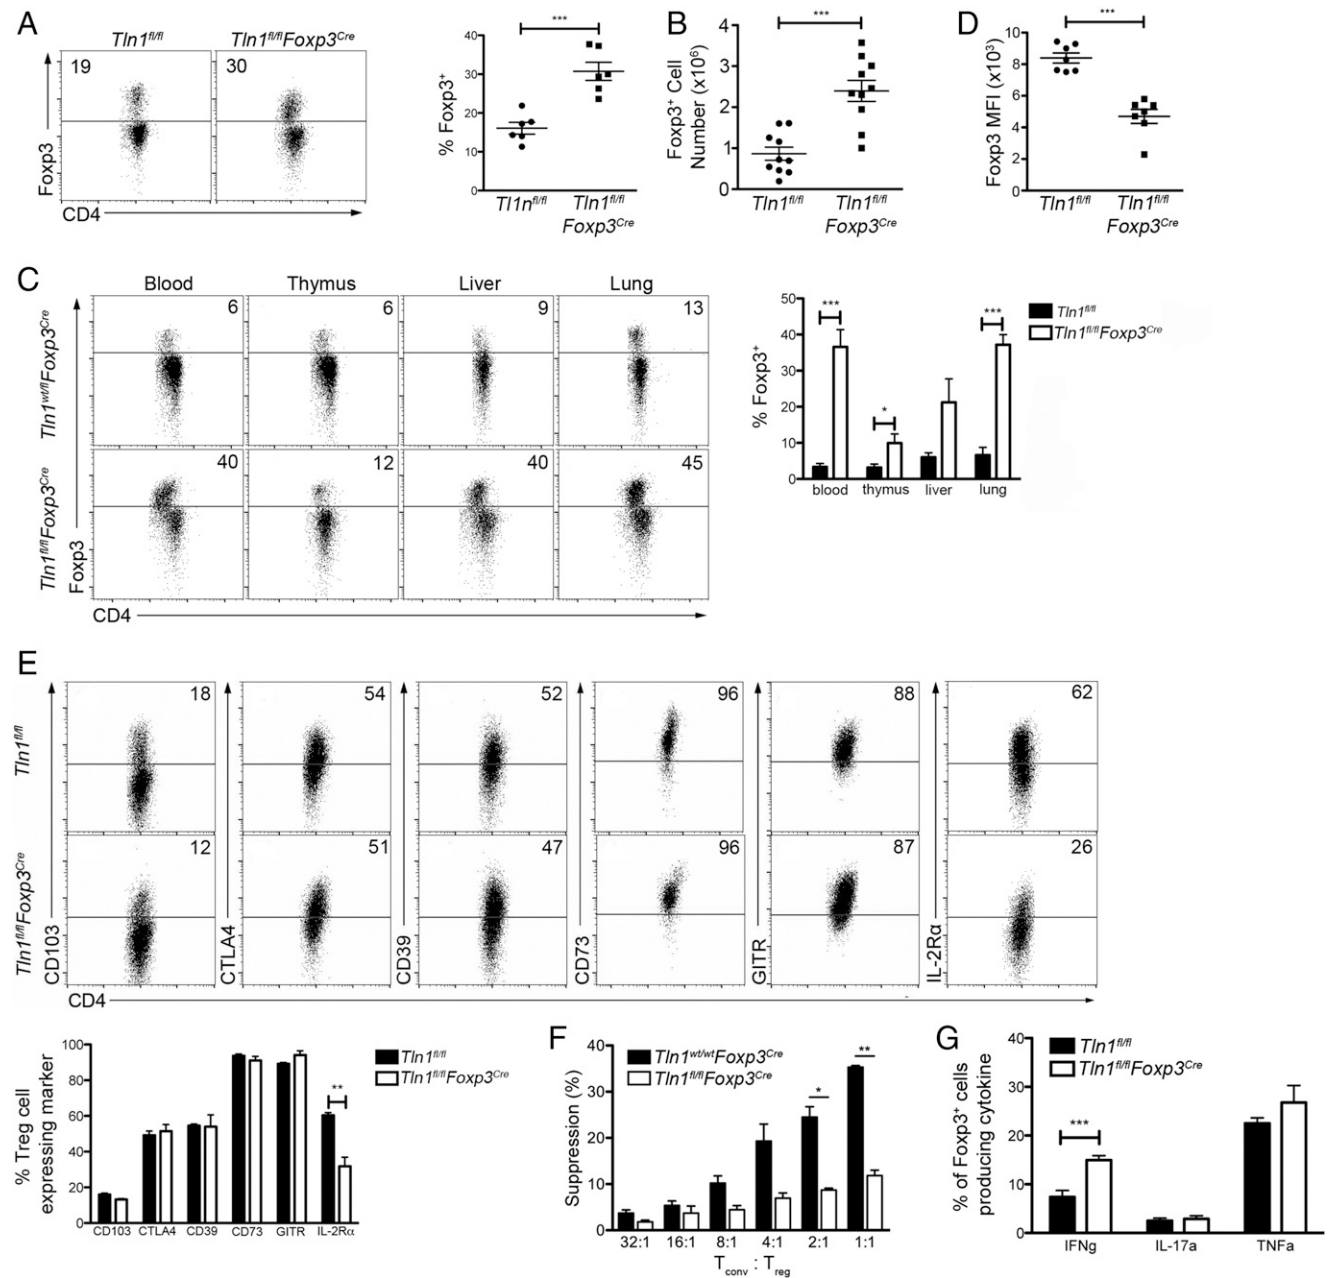 A
Tln1fl/fl
Tln1fl/flFoxp3Cre
19
30
Foxp3
CD4
***
% Foxp3+
40
30
20
10
0
Tl1nfl/fl
Tln1fl/fl
Foxp3Cre
B
***
Foxp3+ Cell
Number (x106)
4
3
2
1
0
Tln1fl/fl
Tln1fl/fl
Foxp3Cre
D
***
Foxp3 MFI (x103)
10
8
6
4
2
0
Tln1fl/fl
Tln1fl/fl
Foxp3Cre
C
Blood
Thymus
Liver
Lung
Tln1wt/flFoxp3Cre
6
6
9
13
Tln1fl/flFoxp3Cre
40
12
40
45
Foxp3
CD4
% Foxp3+
50
40
30
20
10
0
***
*
***
blood
thymus
liver
lung
Tln1fl/fl
Tln1fl/flFoxp3Cre
E
Tln1fl/fl
18
54
52
96
88
62
Tln1fl/flFoxp3Cre
12
51
47
96
87
26
CD103
CTLA4
CD39
CD73
GITR
IL-2Rα
CD4
% Treg cell
expressing marker
100
80
60
40
20
0
**
CD103
CTLA4
CD39
CD73
GITR
IL-2Rα
Tln1fl/fl
Tln1fl/flFoxp3Cre
F
Suppression (%)
40
30
20
10
0
Tln1wt/wtFoxp3Cre
Tln1fl/flFoxp3Cre
*
**
32:1
16:1
8:1
4:1
2:1
1:1
Tconv : Treg
G
% of Foxp3+ cells
producing cytokine
40
30
20
10
0
Tln1fl/fl
Tln1fl/flFoxp3Cre
***
IFNg
IL-17a
TNFa